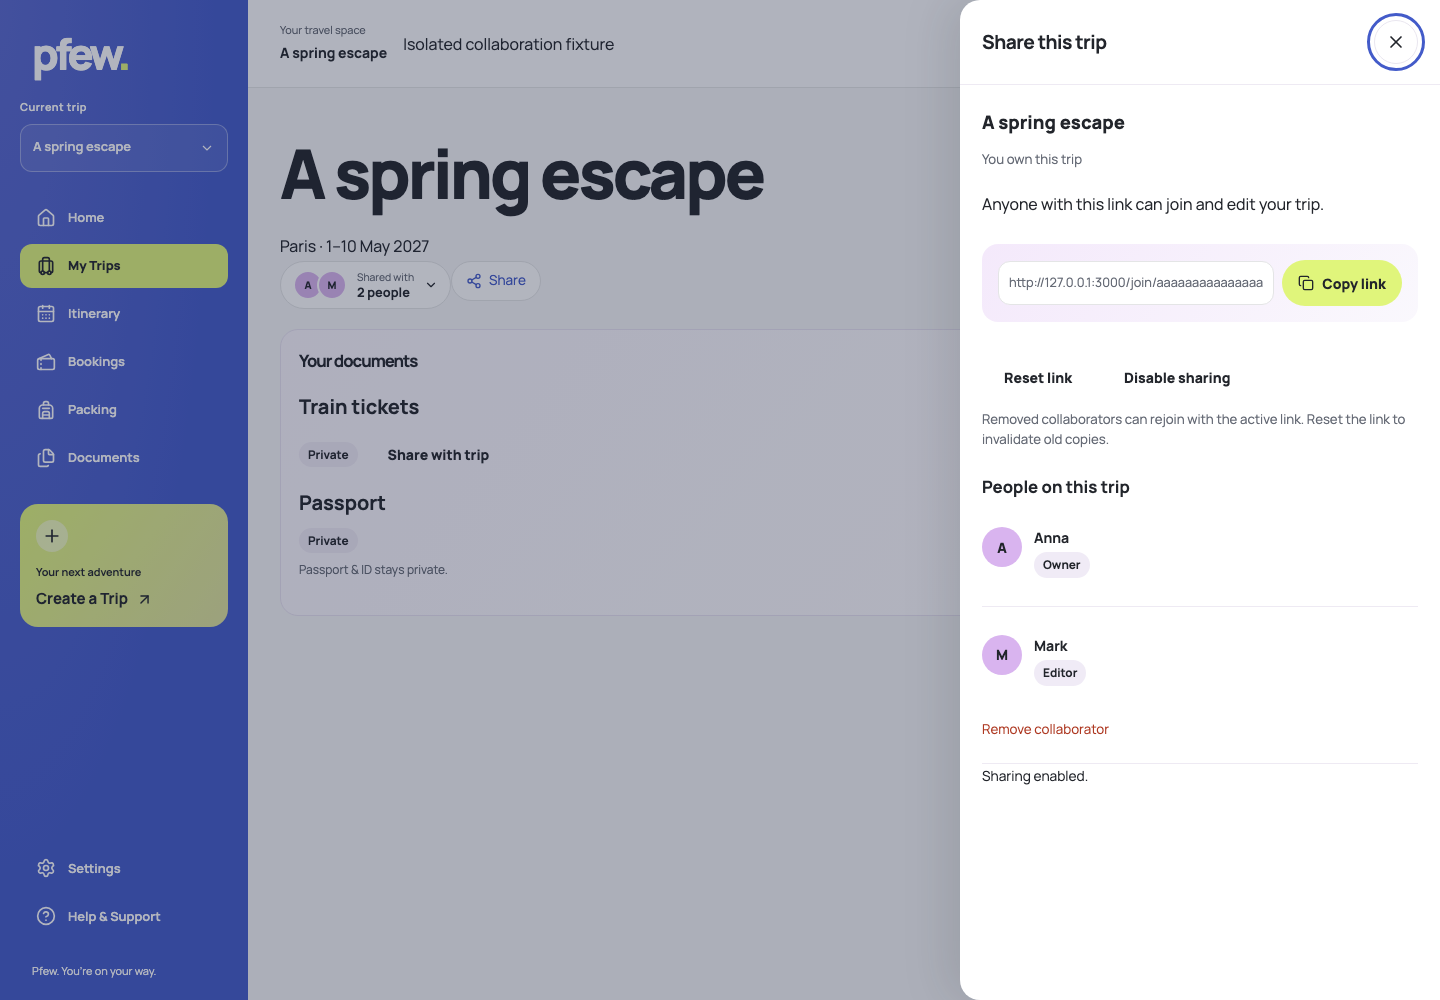 pfew.
Current trip
A spring escape
Home
My Trips
Itinerary
Bookings
Packing
Documents
Your next adventure
Create a Trip
Settings
Help & Support
Pfew. You're on your way.
Your travel space
A spring escape
Isolated collaboration fixture
A spring escape
Paris · 1–10 May 2027
A
M
Shared with
2 people
Share
Your documents
Train tickets
Private
Share with trip
Passport
Private
Passport & ID stays private.
Share this trip
A spring escape
You own this trip
Anyone with this link can join and edit your trip.
http://127.0.0.1:3000/join/aaaaaaaaaaaaaaa
Copy link
Reset link
Disable sharing
Removed collaborators can rejoin with the active link. Reset the link to
invalidate old copies.
People on this trip
A
Anna
Owner
M
Mark
Editor
Remove collaborator
Sharing enabled.